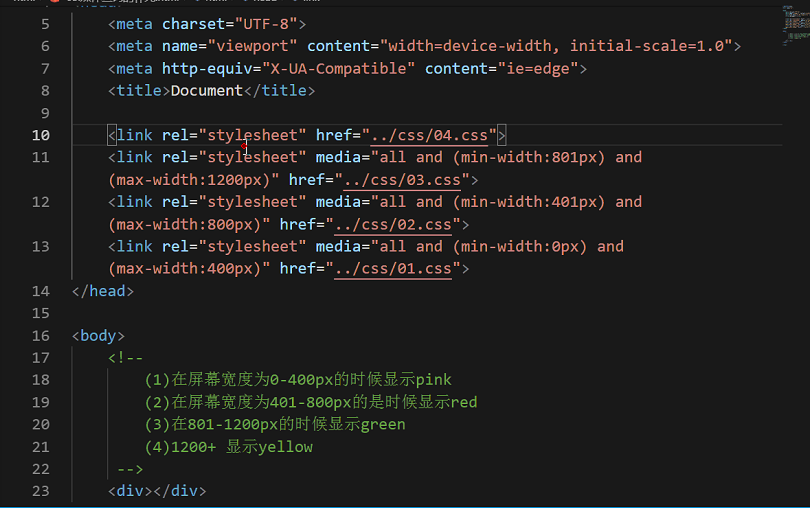 5 <meta charset="UTF-8">
6 <meta name="viewport" content="width=device-width, initial-scale=1.0">
7 <meta http-equiv="X-UA-Compatible" content="ie=edge">
8 <title>Document</title>
9
10 <link rel="stylesheet" href="../css/04.css">
11 <link rel="stylesheet" media="all and (min-width:801px) and
(max-width:1200px)" href="../css/03.css">
12 <link rel="stylesheet" media="all and (min-width:401px) and
(max-width:800px)" href="../css/02.css">
13 <link rel="stylesheet" media="all and (min-width:0px) and
(max-width:400px)" href="../css/01.css">
14 </head>
15
16 <body>
17 <!--
18 (1)在屏幕宽度为0-400px的时候显示pink
19 (2)在屏幕宽度为401-800px的是时候显示red
20 (3)在801-1200px的时候显示green
21 (4)1200+ 显示yellow
22 -->
23 <div></div>